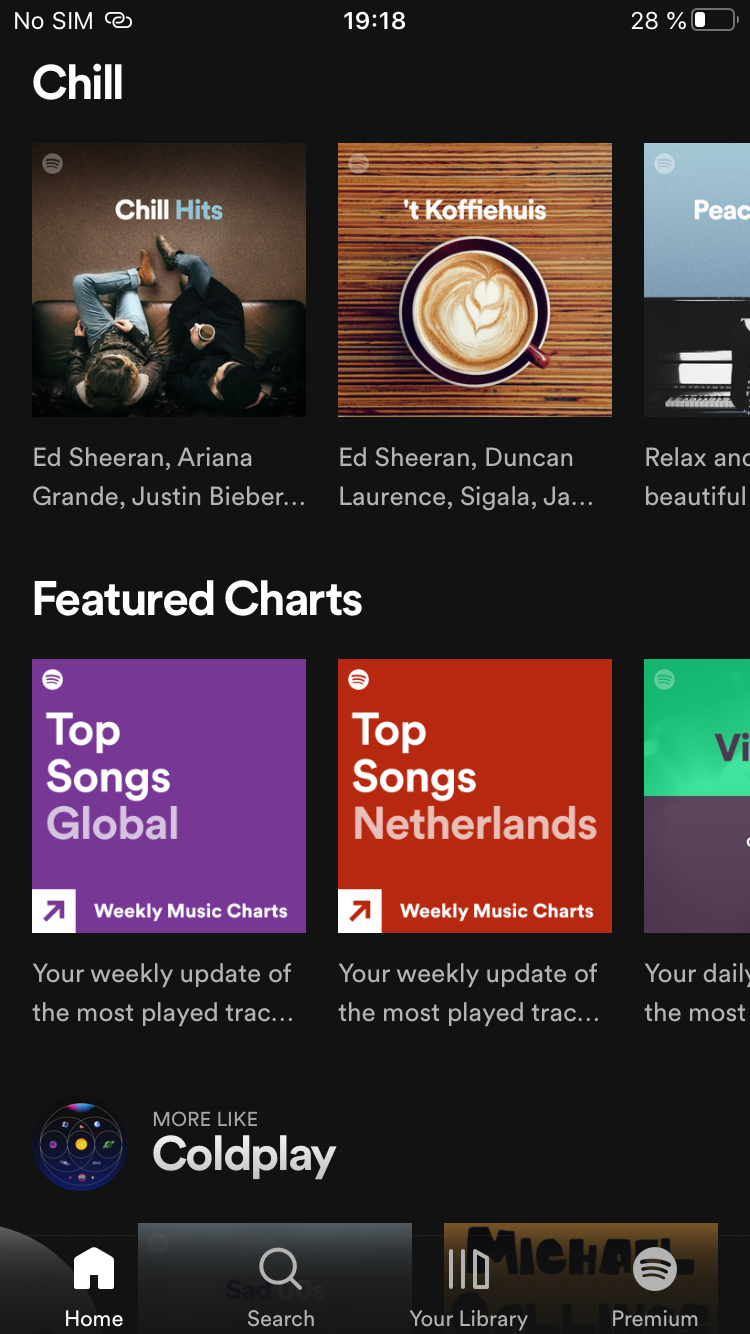 No SIM
19:18
28 %
Chill
Chill Hits
't Koffiehuis
Peac
Ed Sheeran, Ariana
Grande, Justin Bieber...
Ed Sheeran, Duncan
Laurence, Sigala, Ja...
Relax and
beautiful
Featured Charts
Top
Songs
Global
Weekly Music Charts
Top
Songs
Netherlands
Weekly Music Charts
Vi
Your weekly update of
the most played trac...
Your weekly update of
the most played trac...
Your daily
the most
MORE LIKE
Coldplay
Sad 00s
MICHAEL
Home
Search
Your Library
Premium